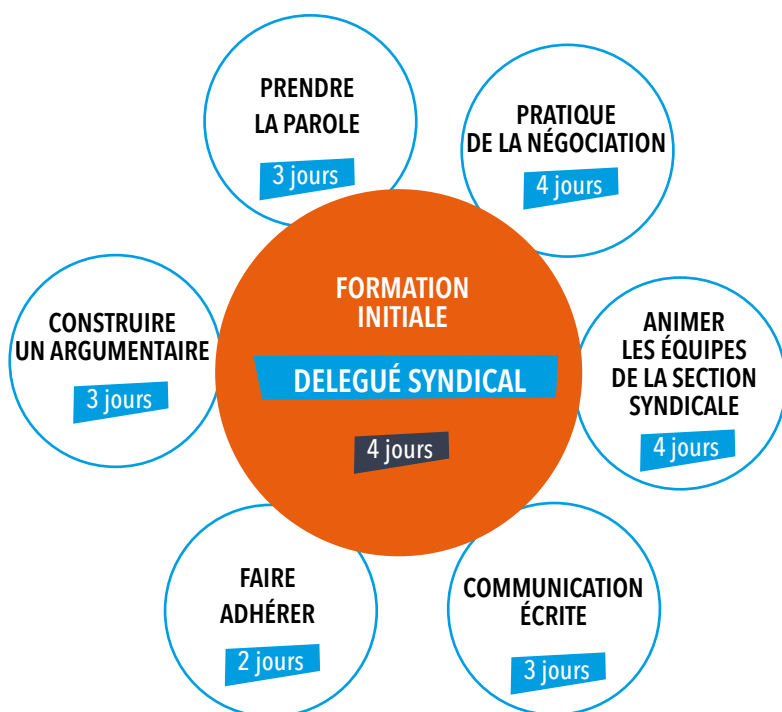 PRENDRE
LA PAROLE
3 jours
PRATIQUE
DE LA NÉGOCIATION
4 jours
CONSTRUIRE
UN ARGUMENTAIRE
3 jours
FORMATION
INITIALE
DELEGUÉ SYNDICAL
4 jours
ANIMER
LES ÉQUIPES
DE LA SECTION
SYNDICALE
4 jours
FAIRE
ADHÉRER
2 jours
COMMUNICATION
ÉCRITE
3 jours